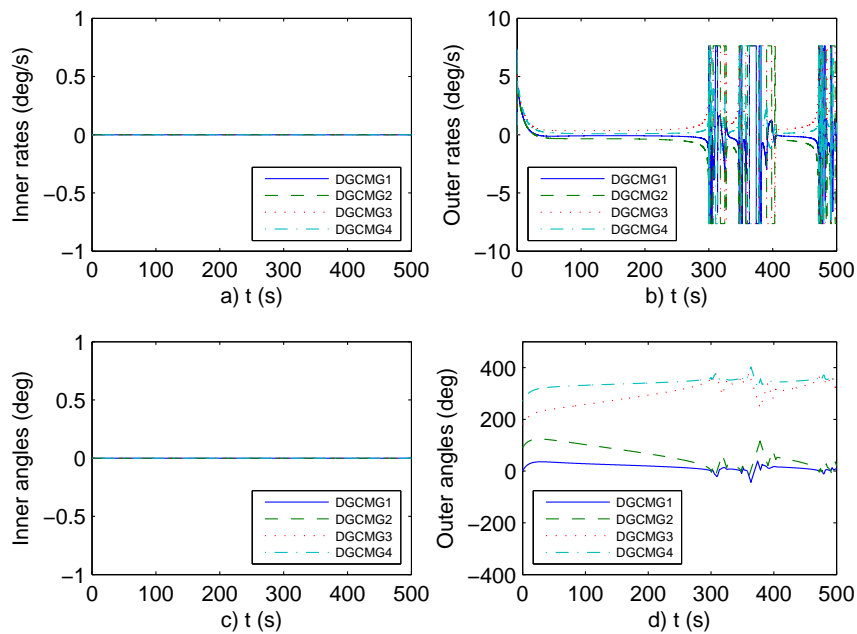 1
0.5
0
−0.5
−1
Inner rates (deg/s)
DGCMG1
DGCMG2
DGCMG3
DGCMG4
0 100 200 300 400 500
a) t (s)
10
5
0
−5
−10
Outer rates (deg/s)
DGCMG1
DGCMG2
DGCMG3
DGCMG4
0 100 200 300 400 500
b) t (s)
1
0.5
0
−0.5
−1
Inner angles (deg)
DGCMG1
DGCMG2
DGCMG3
DGCMG4
0 100 200 300 400 500
c) t (s)
400
200
0
−200
−400
Outer angles (deg)
DGCMG1
DGCMG2
DGCMG3
DGCMG4
0 100 200 300 400 500
d) t (s)